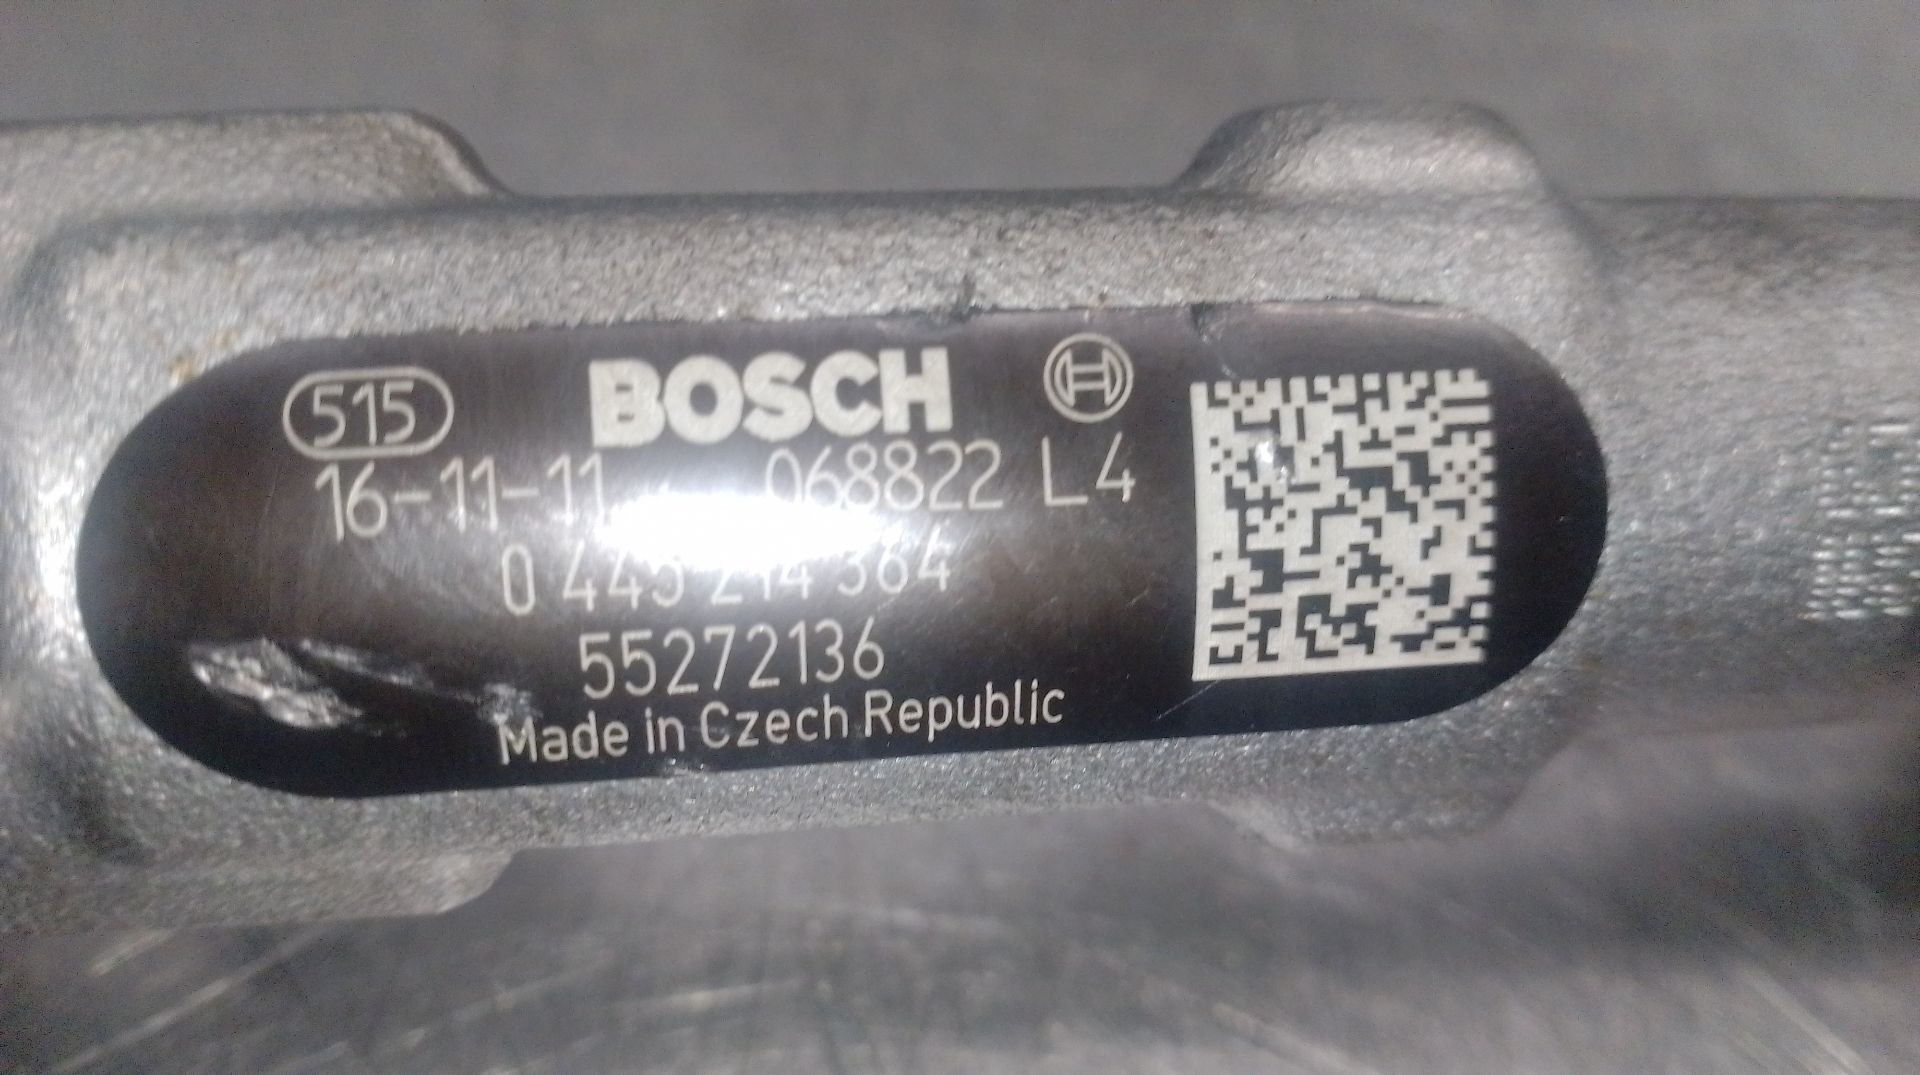 515 BOSCH
16-11-11 068822 L4
0 445 214 364
55272136
Made in Czech Republic